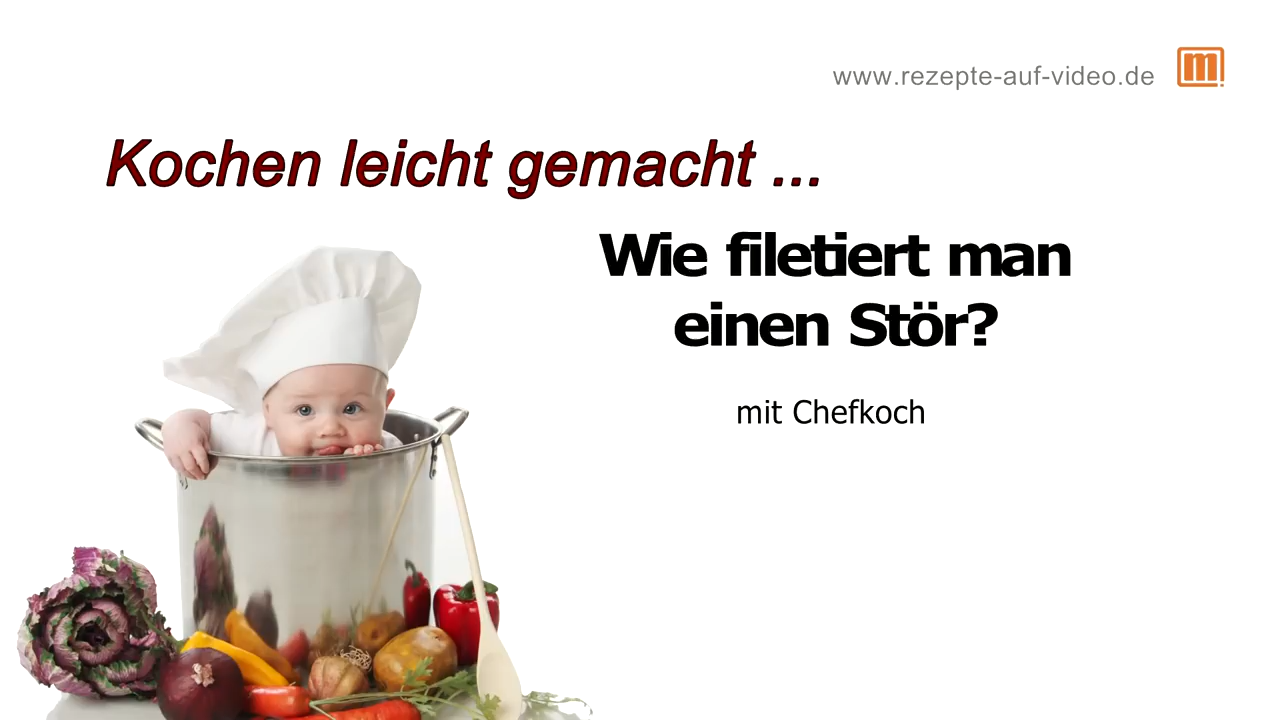 www.rezepte-auf-video.de m
Kochen leicht gemacht ...
Wie filetiert man
einen Stör?
mit Chefkoch